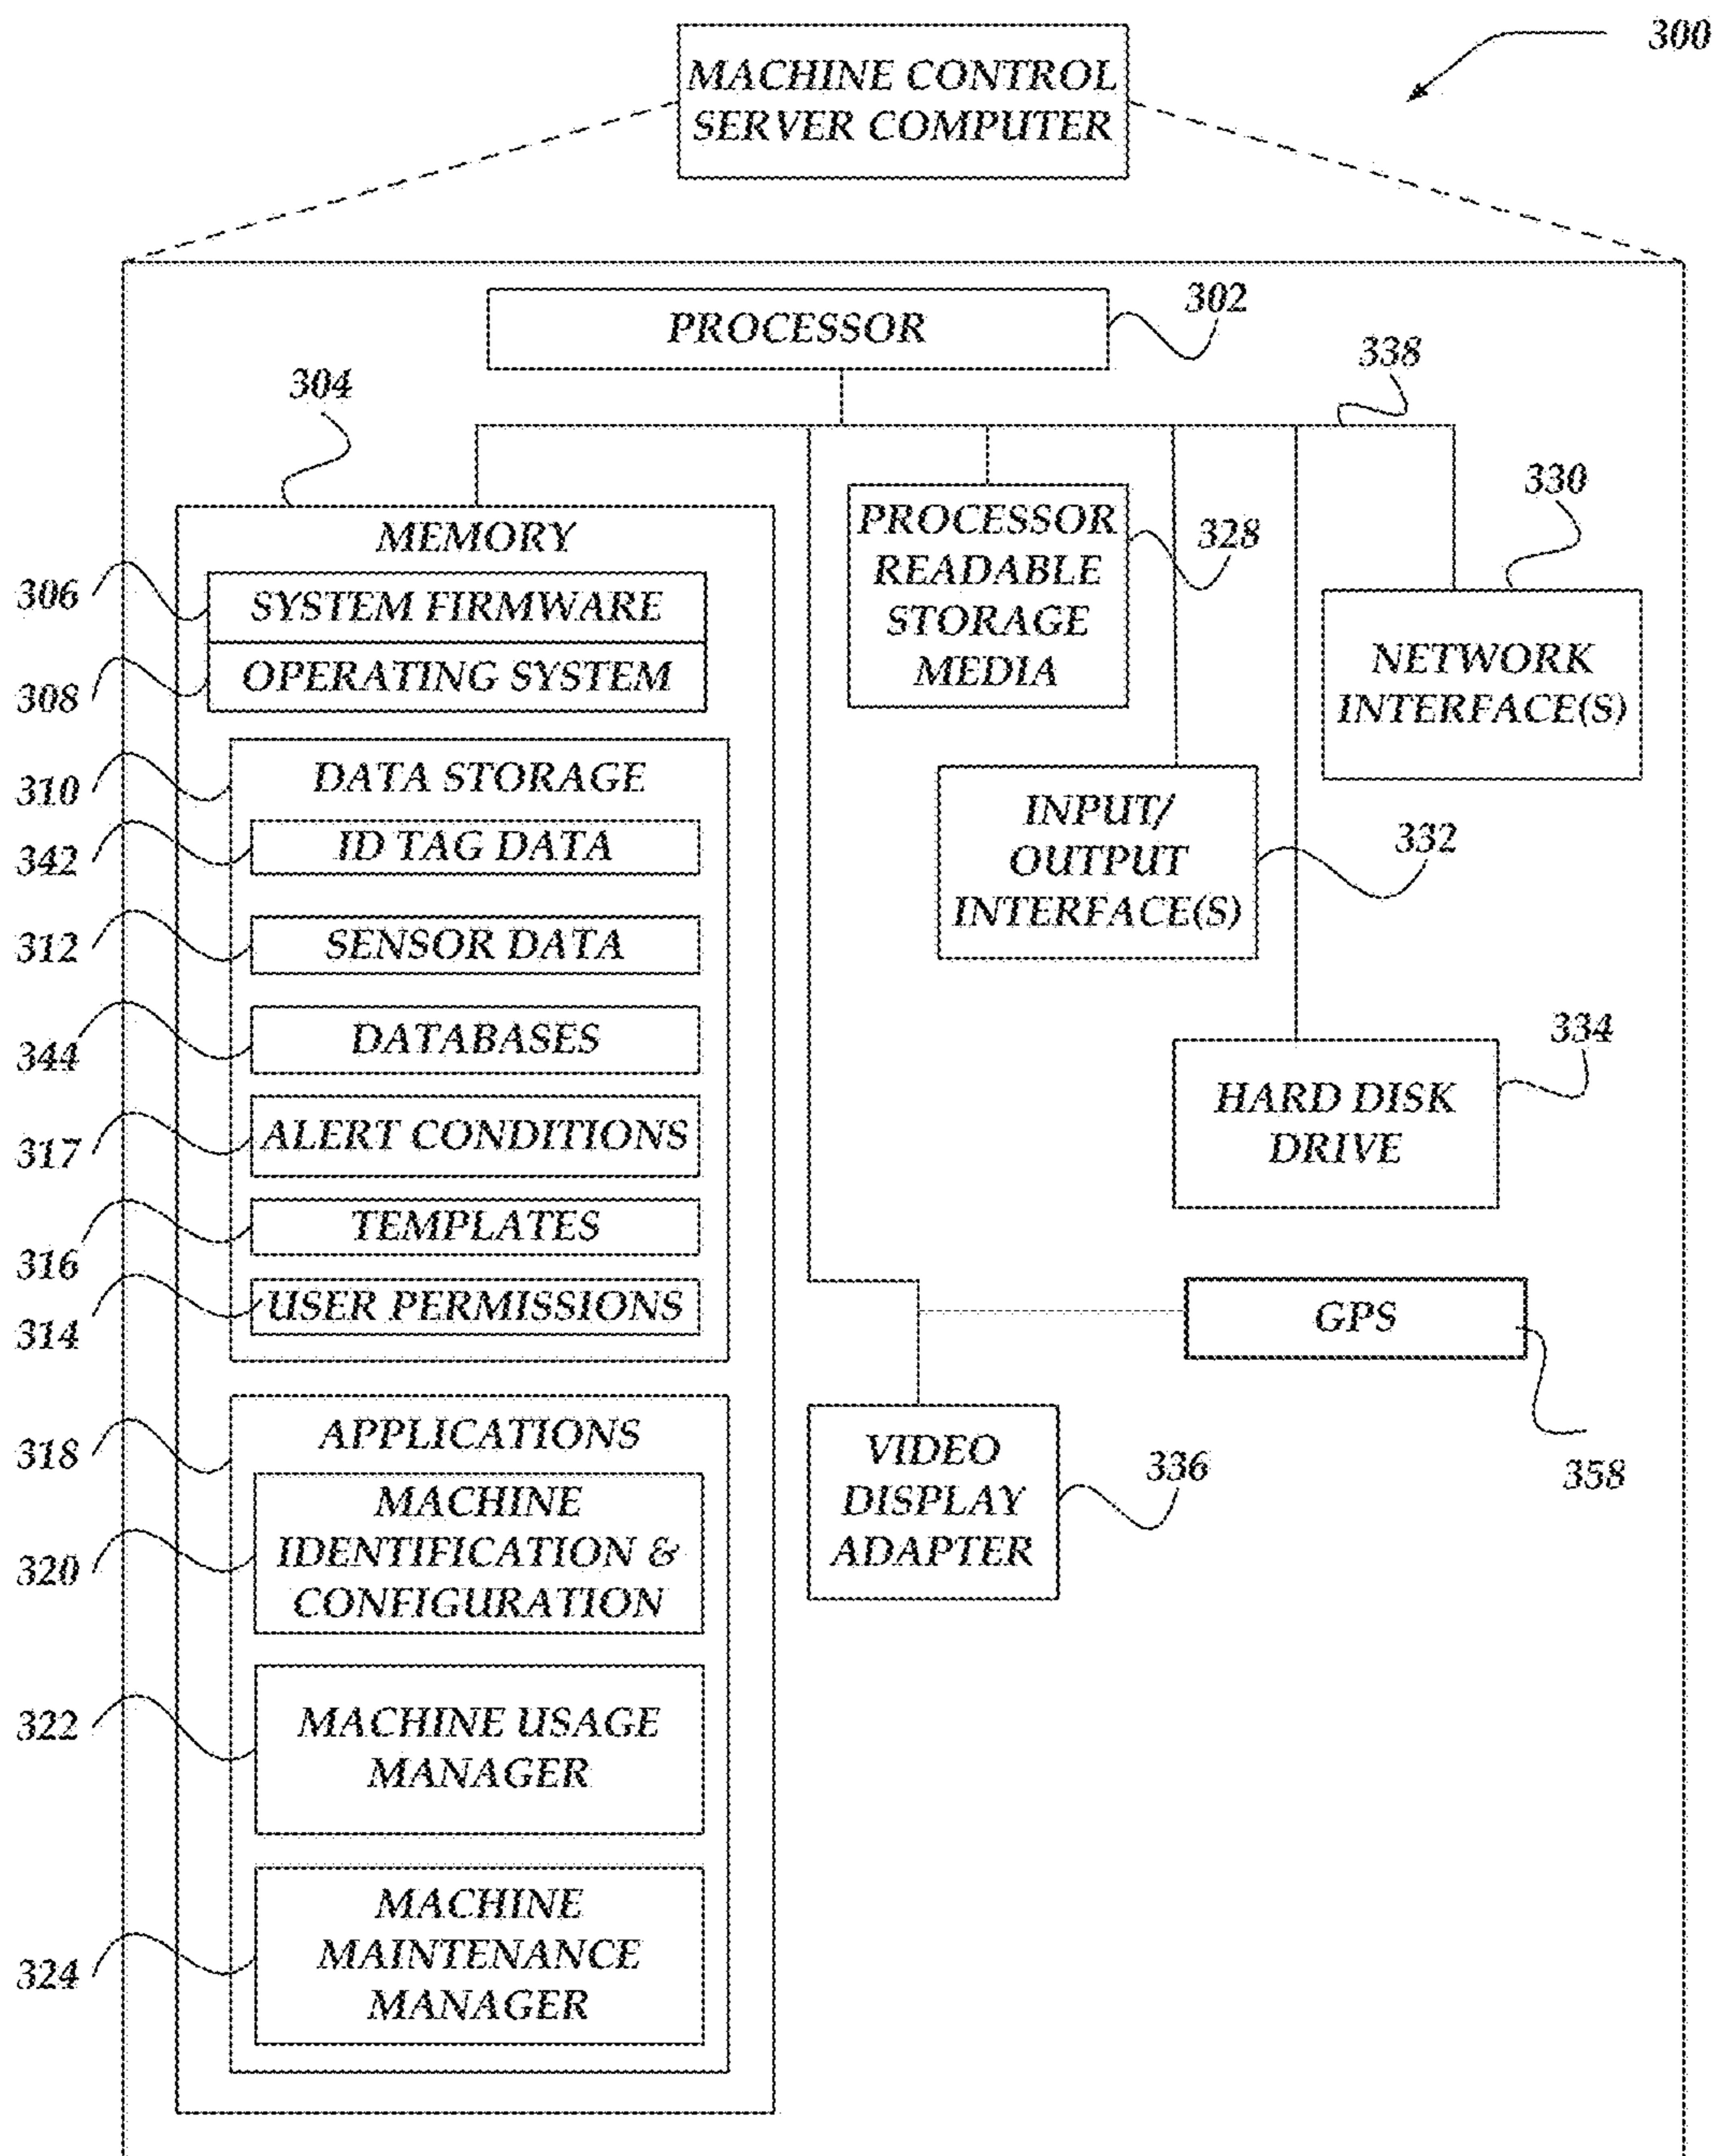 300
MACHINE CONTROL
SERVER COMPUTER
PROCESSOR
302
338
304
330
MEMORY
PROCESSOR
READABLE
STORAGE
MEDIA
328
306
SYSTEM FIRMWARE
308
OPERATING SYSTEM
NETWORK
INTERFACE(S)
310
DATA STORAGE
342
ID TAG DATA
INPUT/
OUTPUT
INTERFACE(S)
332
312
SENSOR DATA
344
DATABASES
334
HARD DISK
DRIVE
317
ALERT CONDITIONS
316
TEMPLATES
314
USER PERMISSIONS
GPS
358
318
APPLICATIONS
VIDEO
DISPLAY
ADAPTER
336
320
MACHINE
IDENTIFICATION &
CONFIGURATION
322
MACHINE USAGE
MANAGER
324
MACHINE
MAINTENANCE
MANAGER